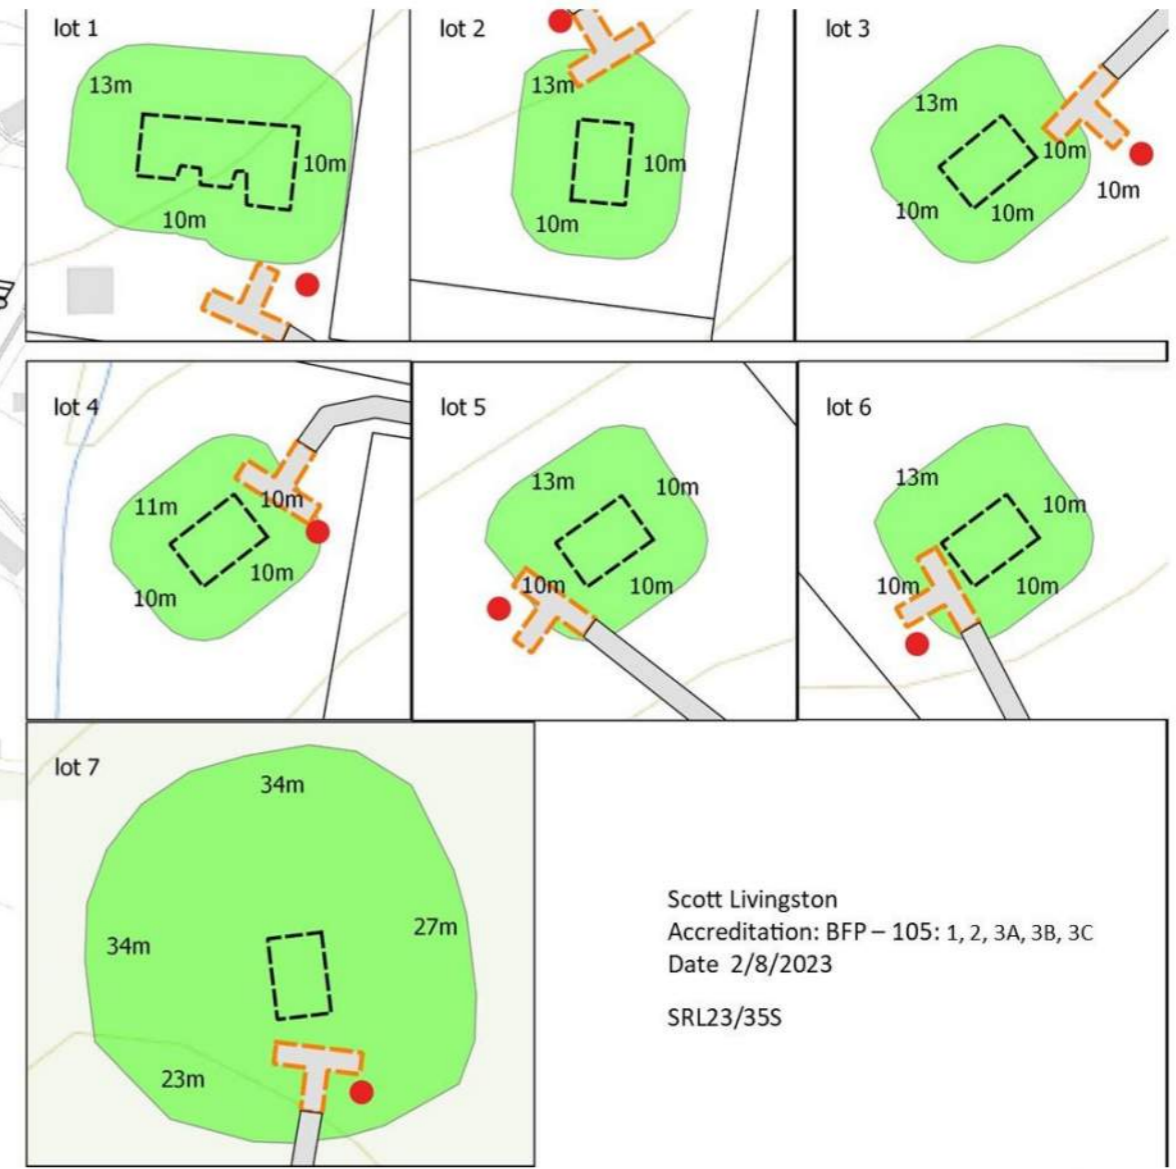 lot 1
13m
10m
10m
lot 2
13m
10m
10m
lot 3
13m
10m
10m
10m
10m
lot 4
11m
10m
10m
10m
lot 5
13m
10m
10m
10m
lot 6
13m
10m
10m
10m
lot 7
34m
27m
34m
23m
Scott Livingston
Accreditation: BFP – 105: 1, 2, 3A, 3B, 3C
Date 2/8/2023
SRL23/35S